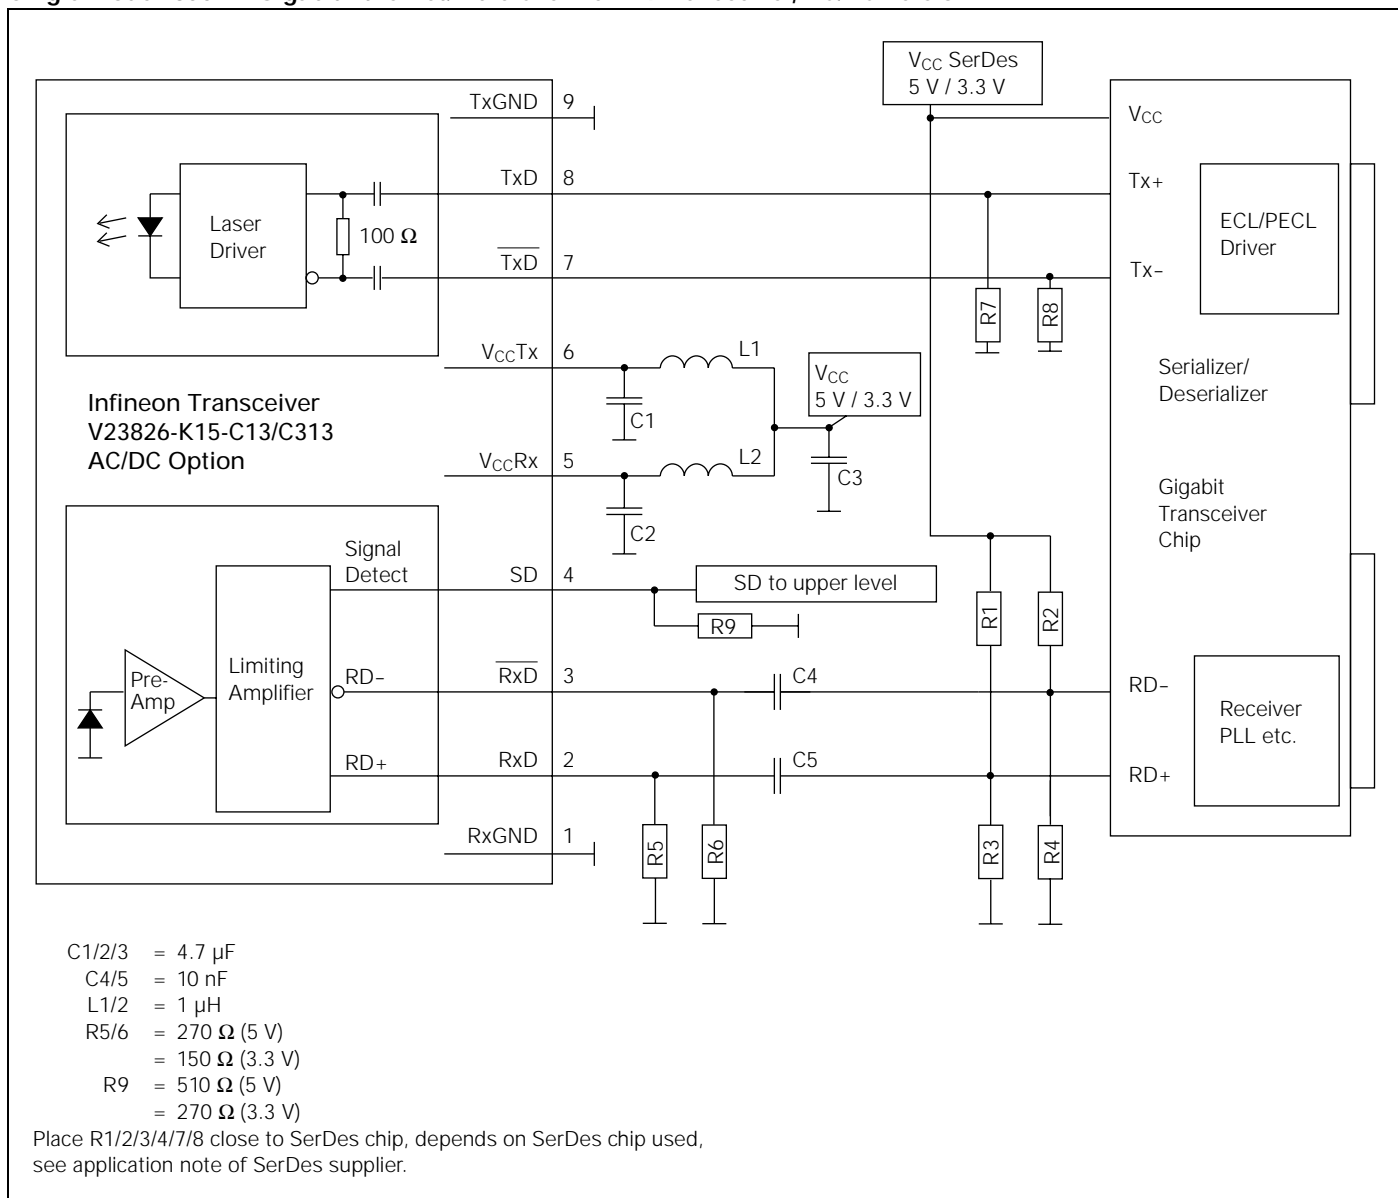 VCC SerDes
5 V / 3.3 V
TxGND 9
VCC
TxD 8
Tx+
Laser
Driver
100 Ω
ECL/PECL
Driver
TxD 7
Tx–
R7
R8
VCCTx 6
L1
VCC
5 V / 3.3 V
C1
Serializer/
Deserializer
Infineon Transceiver
V23826-K15-C13/C313
AC/DC Option
VCCRx 5
L2
C3
C2
Gigabit
Transceiver
Chip
Signal
Detect
SD 4
SD to upper level
R9
R1
R2
Pre-
Amp
Limiting
Amplifier
RD–
RxD 3
C4
RD–
Receiver
PLL etc.
RD+
RxD 2
C5
RD+
RxGND 1
R5
R6
R3
R4
C1/2/3 = 4.7 µF
C4/5 = 10 nF
L1/2 = 1 µH
R5/6 = 270 Ω (5 V)
= 150 Ω (3.3 V)
R9 = 510 Ω (5 V)
= 270 Ω (3.3 V)
Place R1/2/3/4/7/8 close to SerDes chip, depends on SerDes chip used,
see application note of SerDes supplier.